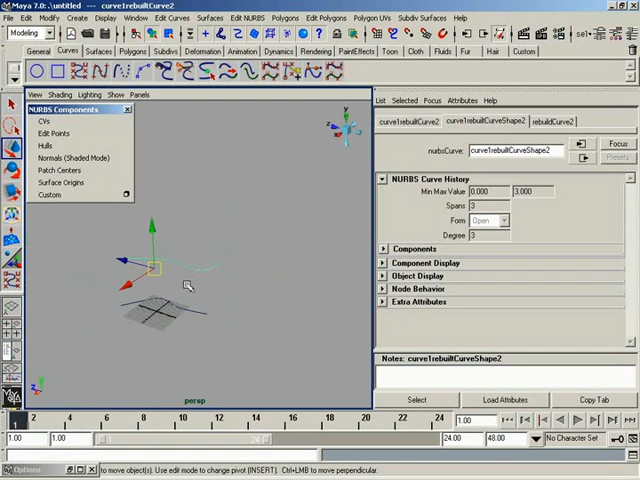 Maya 7.0: .\untitled --- curve1rebuiltCurve2
File Edit Modify Create Display Window Edit Curves Surfaces Edit NURBS Polygons Edit Polygons Edit Polygon UVs Subdiv Surfaces Help
Modeling
sel1
General Curves Surfaces Polygons Subdivs Deformation Animation Dynamics Rendering PaintEffects Toon Cloth Fluids Fur Hair Custom
View Shading Lighting Show Panels
List Selected Focus Attributes Help
NURBS Components
CVs
Edit Points
Hulls
Normals (Shaded Mode)
Patch Centers
Surface Origins
Custom
y
z
x
curve1rebuiltCurve2 curve1rebuiltCurveShape2 rebuildCurve2
nurbsCurve: curve1rebuiltCurveShape2
Focus
Presets
NURBS Curve History
Min Max Value 0.000 3.000
Spans 3
Form Open
Degree 3
Components
Component Display
Object Display
Node Behavior
Extra Attributes
persp
Notes: curve1rebuiltCurveShape2
Select Load Attributes Copy Tab
2 4 6 8 10 12 14 16 18 20 22 24
1.00
1.00 1.00 24.00 48.00 No Character Set
Options
to move object(s). Use edit mode to change pivot (INSERT). Ctrl+LMB to move perpendicular.